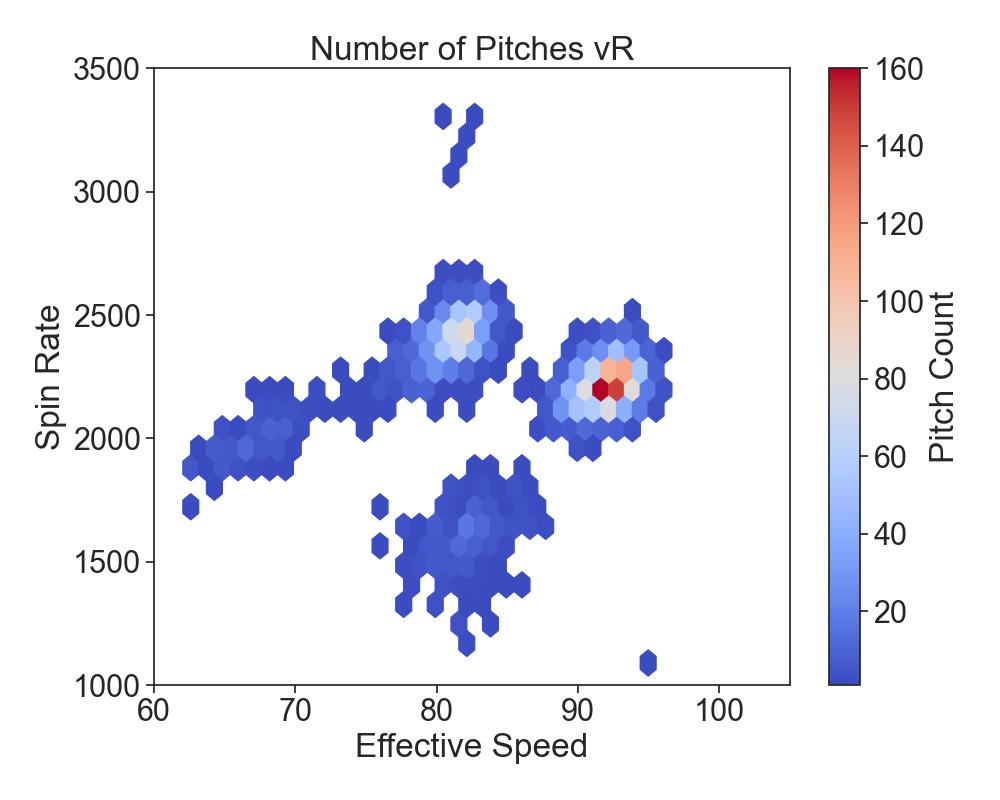 Number of Pitches vR
3500
3000
2500
2000
1500
1000
Spin Rate
60 70 80 90 100
Effective Speed
160
140
120
100
80
60
40
20
Pitch Count